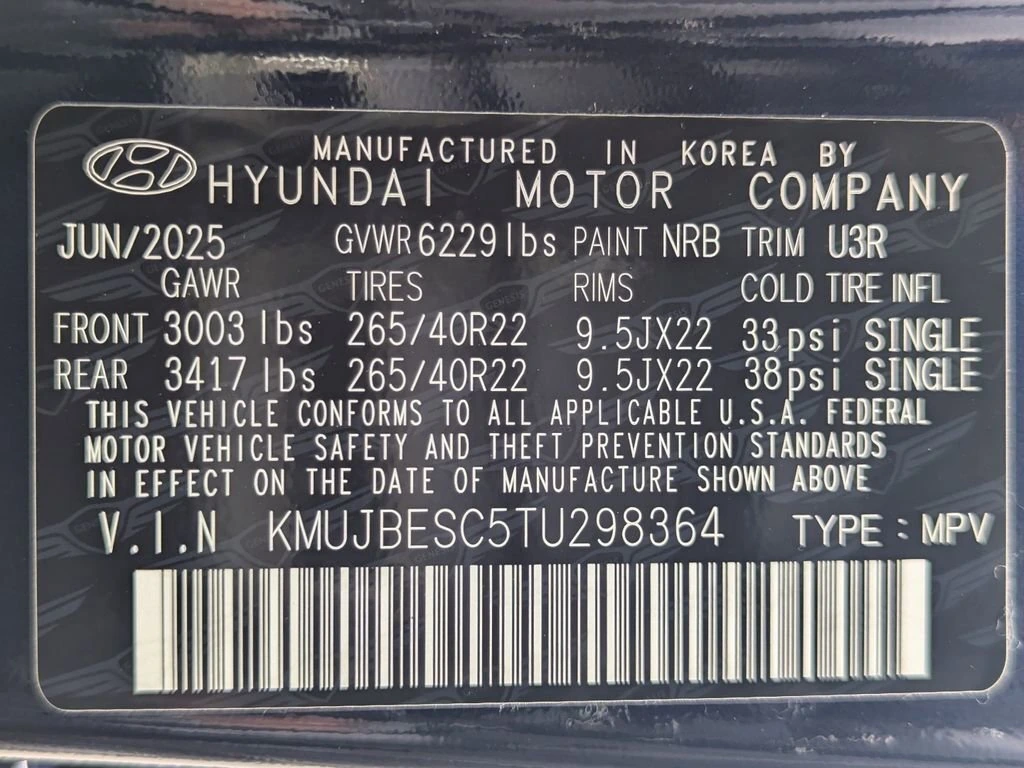 MANUFACTURED IN KOREA BY
HYUNDAI MOTOR COMPANY
JUN/2025 GVWR 6229 lbs PAINT NRB TRIM U3R
GAWR TIRES RIMS COLD TIRE INFL
FRONT 3003 lbs 265/40R22 9.5JX22 33psi SINGLE
REAR 3417 lbs 265/40R22 9.5JX22 38psi SINGLE
THIS VEHICLE CONFORMS TO ALL APPLICABLE U.S.A. FEDERAL
MOTOR VEHICLE SAFETY AND THEFT PREVENTION STANDARDS
IN EFFECT ON THE DATE OF MANUFACTURE SHOWN ABOVE
V.I.N KMUJBESC5TU298364 TYPE : MPV